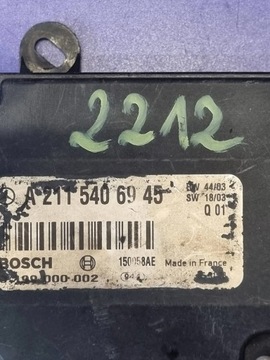 2212
A 211 540 69 45
HW 44/03
SW 18/03
Q 01
BOSCH
150058AE
Made in France
000 002